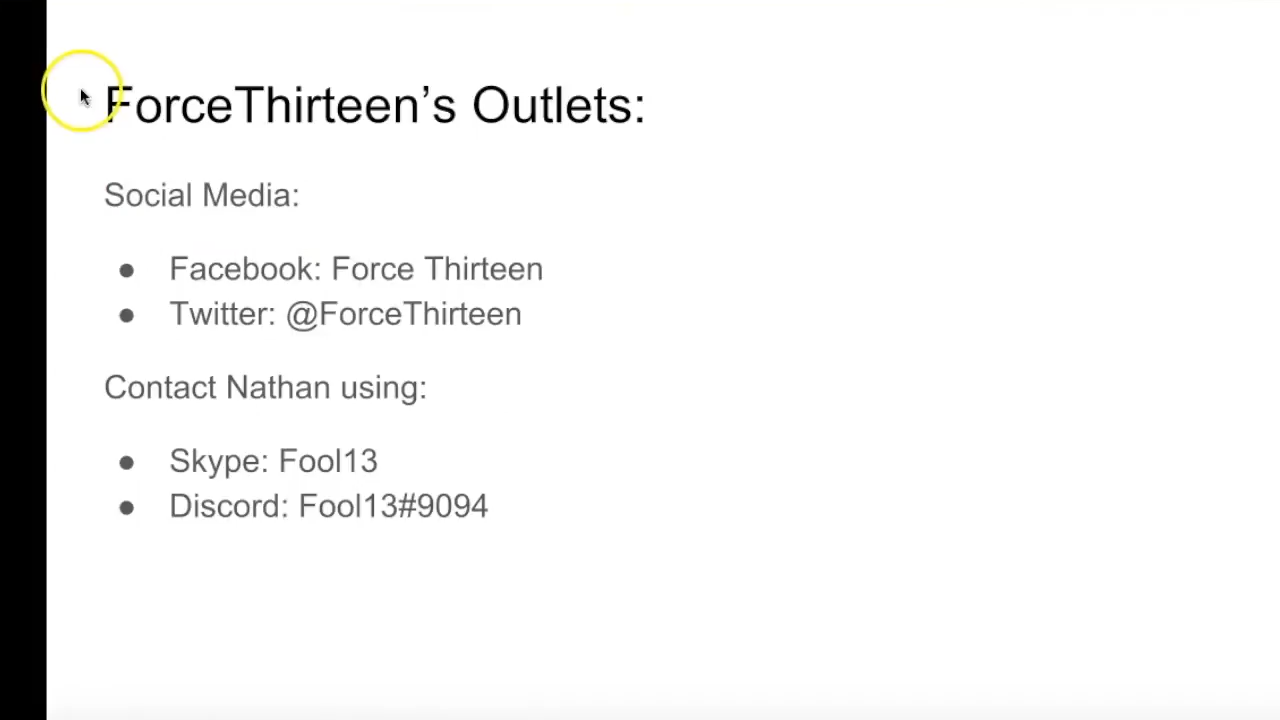 ForceThirteen’s Outlets:
Social Media:
● Facebook: Force Thirteen
● Twitter: @ForceThirteen
Contact Nathan using:
● Skype: Fool13
● Discord: Fool13#9094